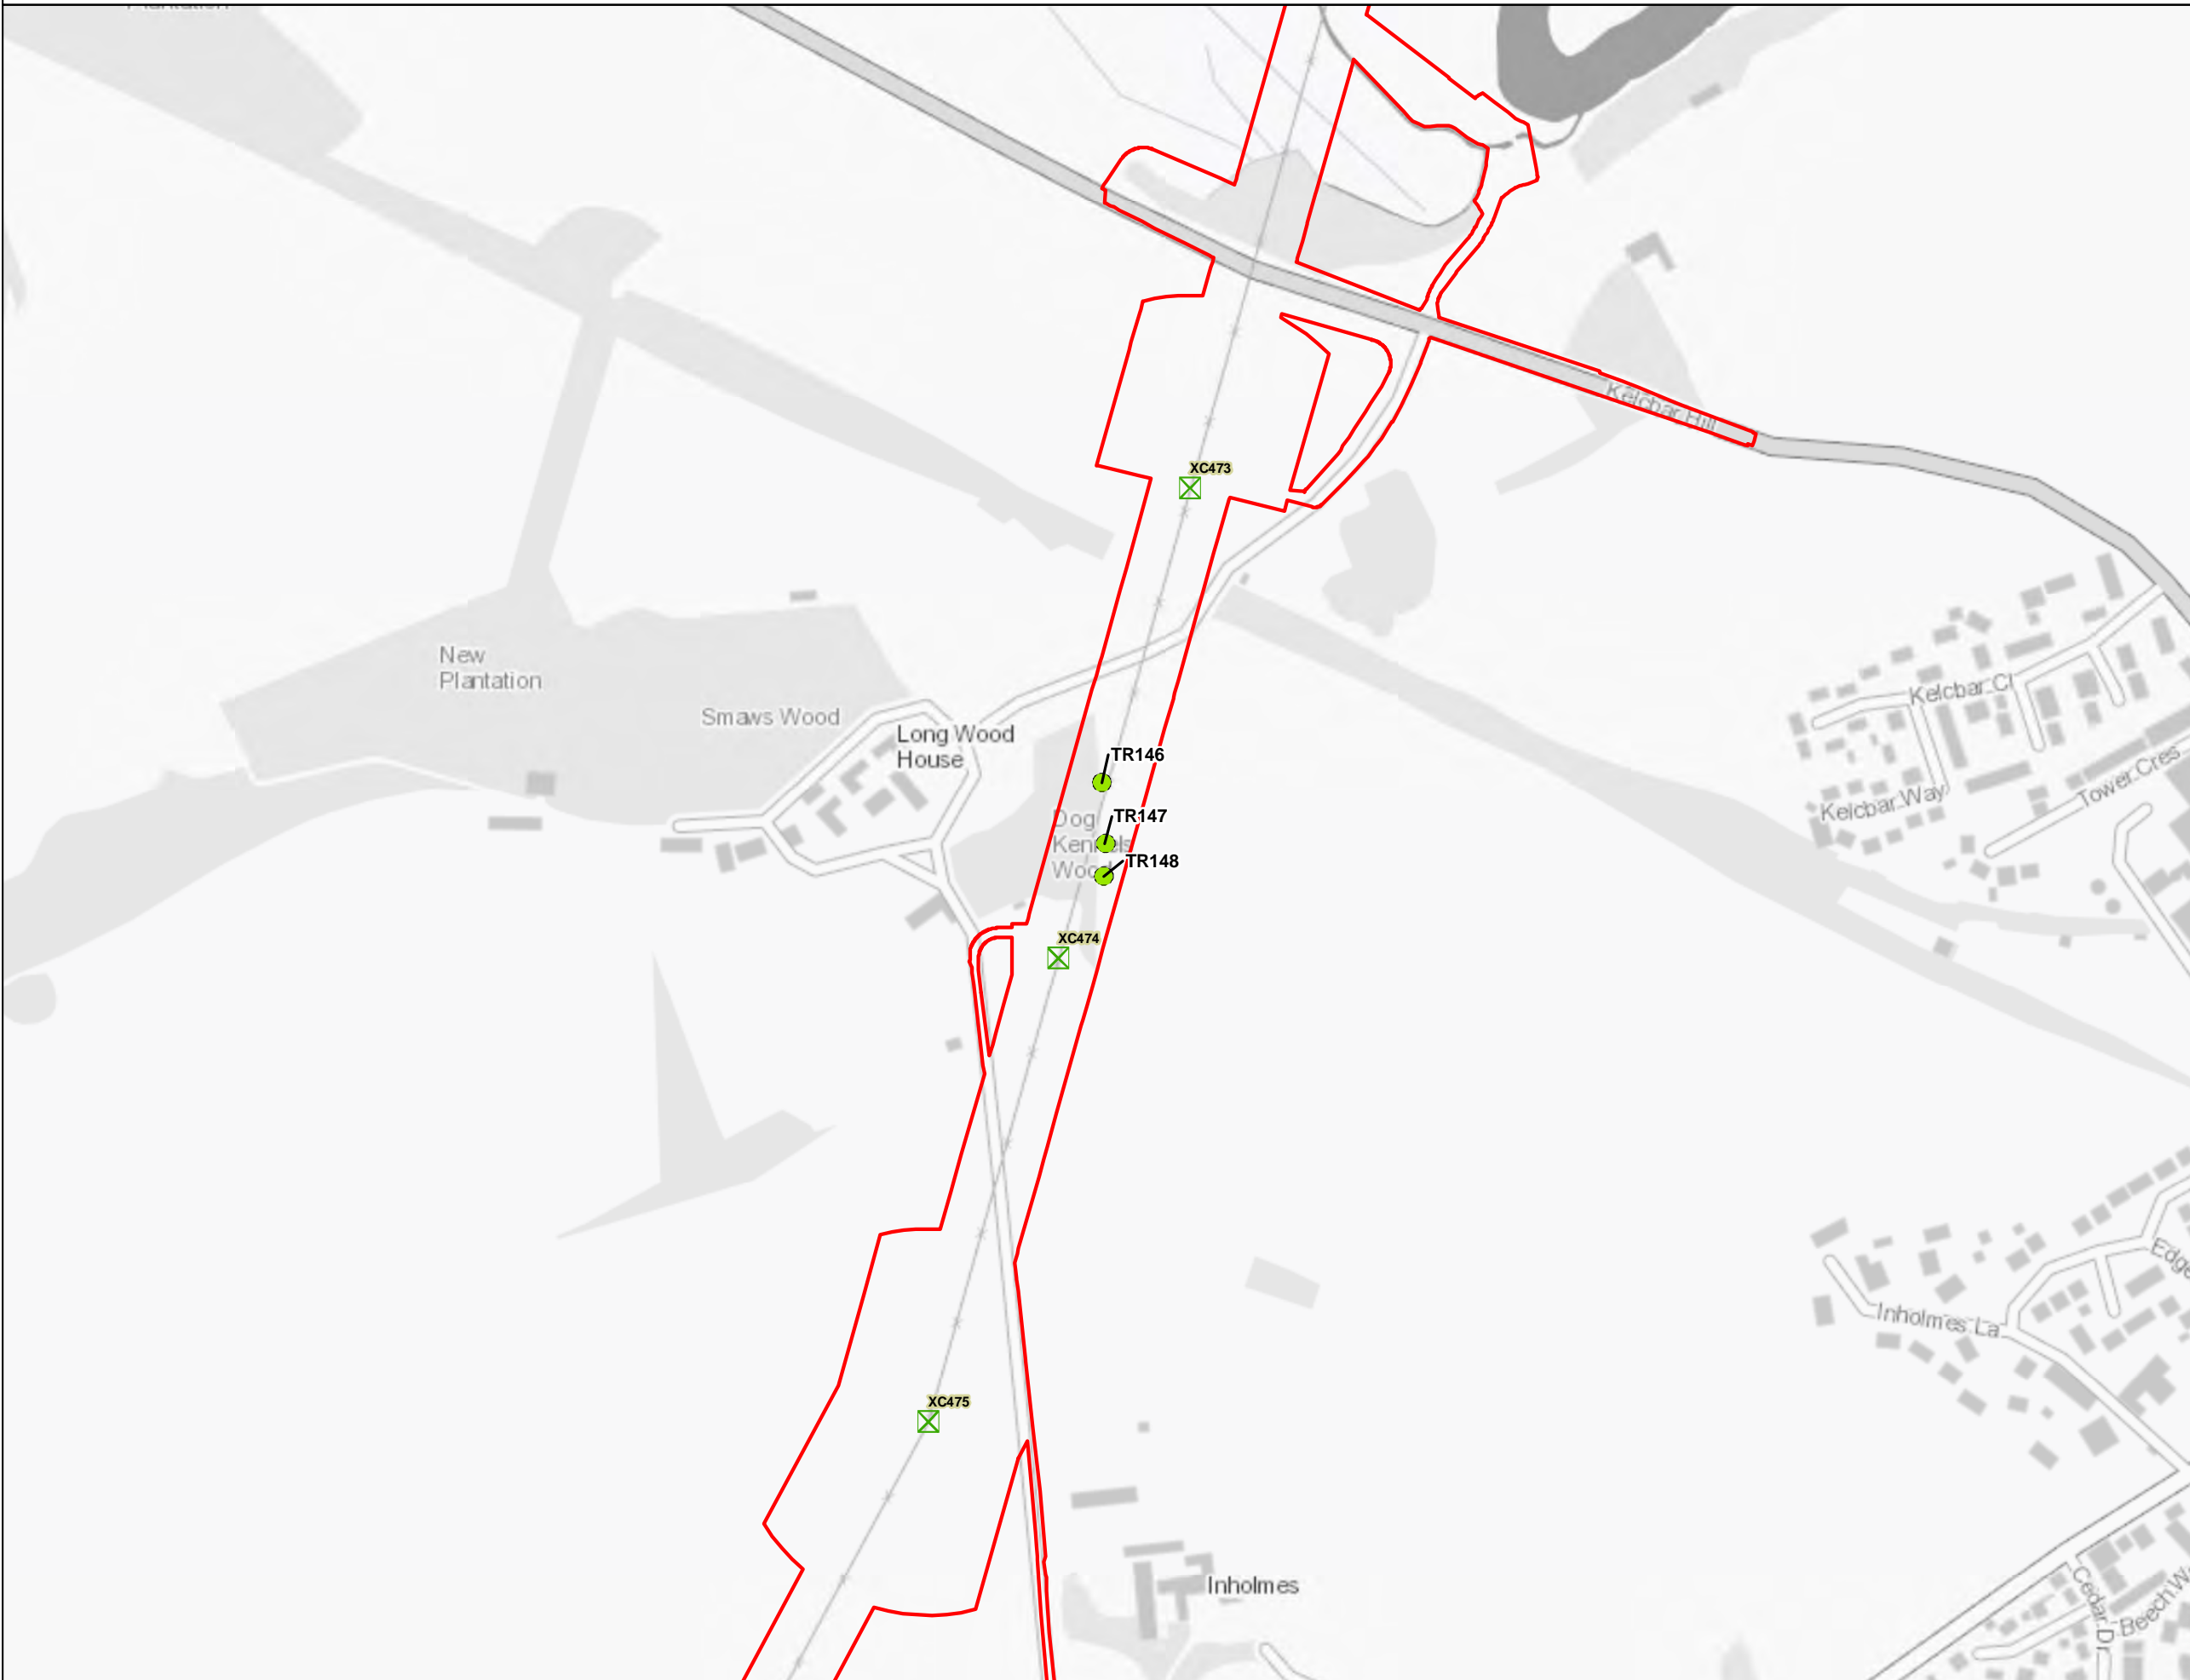 Plantation
Kelcbar Hill
XC473
New
Plantation
Smaws Wood
Long Wood
House
Kelcbar Cl
TR146
Tower Cres
Kelcbar Way
TR147
Dog
Kennels
Wood
TR148
XC474
Inholmes La
XC475
Inholmes
Cedar Dr